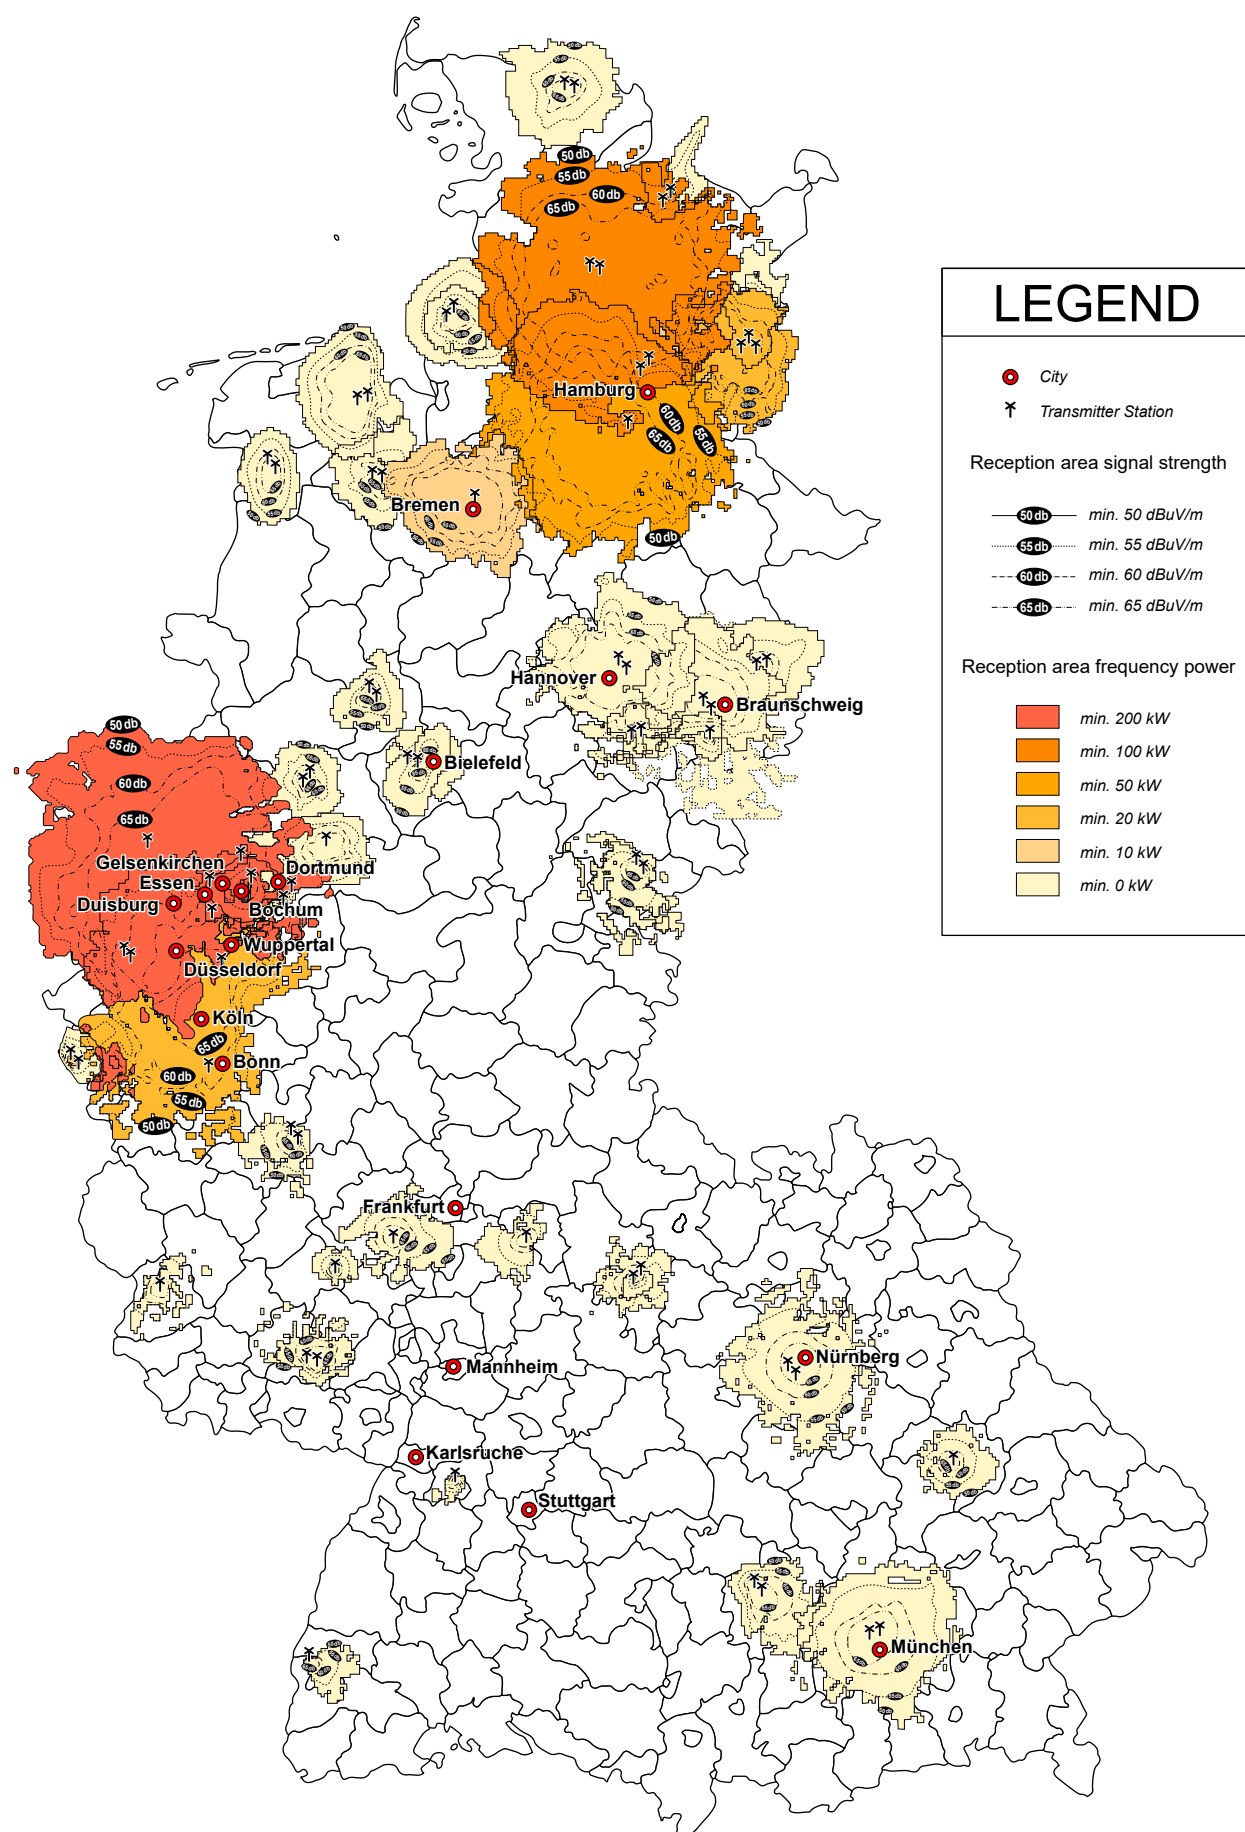 50 db
55 db
60 db
65 db
Hamburg
60 db
65 db
55 db
50 db
Bremen
Hannover
Braunschweig
Bielefeld
50 db
55 db
60 db
65 db
Gelsenkirchen
Dortmund
Essen
Duisburg
Bochum
Wuppertal
Düsseldorf
Köln
65 db
Bonn
60 db
55 db
50 db
Frankfurt
Mannheim
Nürnberg
Karlsruche
Stuttgart
München
LEGEND
City
Transmitter Station
Reception area signal strength
50 db min. 50 dBuV/m
55 db min. 55 dBuV/m
60 db min. 60 dBuV/m
65 db min. 65 dBuV/m
Reception area frequency power
min. 200 kW
min. 100 kW
min. 50 kW
min. 20 kW
min. 10 kW
min. 0 kW